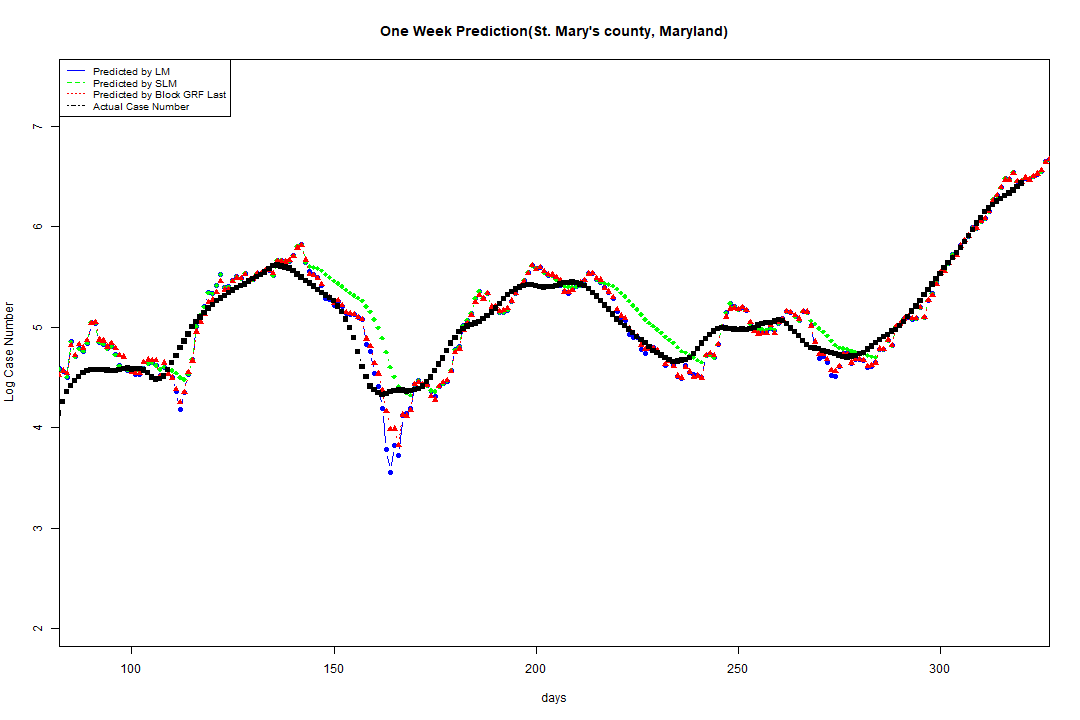 One Week Prediction(St. Mary's county, Maryland)
Predicted by LM
Predicted by SLM
Predicted by Block GRF Last
Actual Case Number
7
6
5
4
3
2
Log Case Number
100 150 200 250 300
days